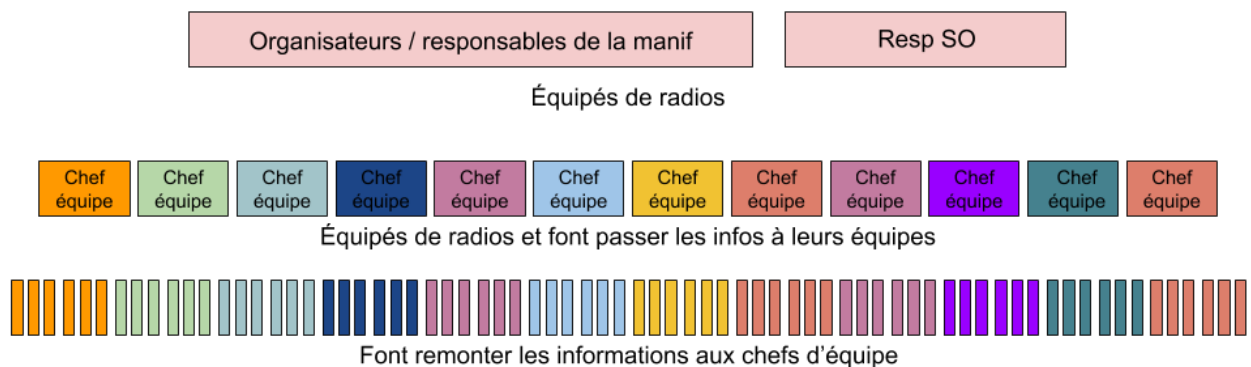 Organisateurs / responsables de la manif
Resp SO
Équipés de radios
Chef équipe
Chef équipe
Chef équipe
Chef équipe
Chef équipe
Chef équipe
Chef équipe
Chef équipe
Chef équipe
Chef équipe
Chef équipe
Chef équipe
Équipés de radios et font passer les infos à leurs équipes
Font remonter les informations aux chefs d'équipe